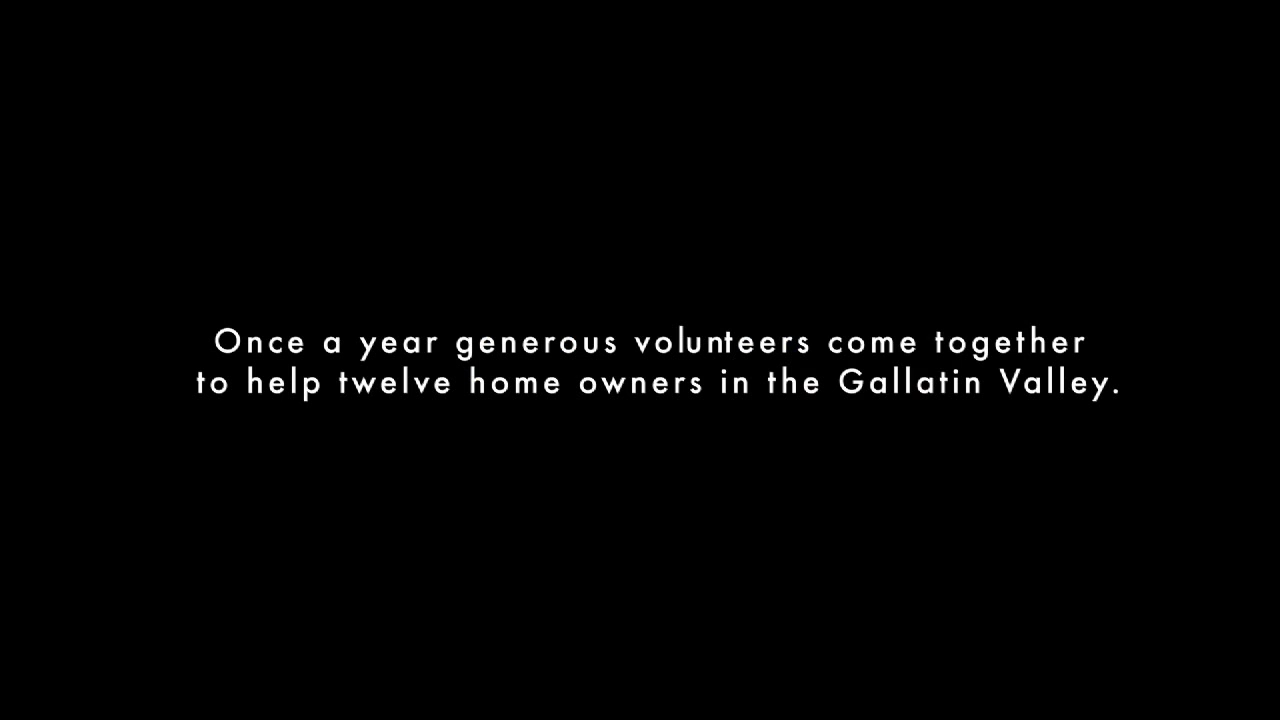 Once a year generous volunteers come together
to help twelve home owners in the Gallatin Valley.